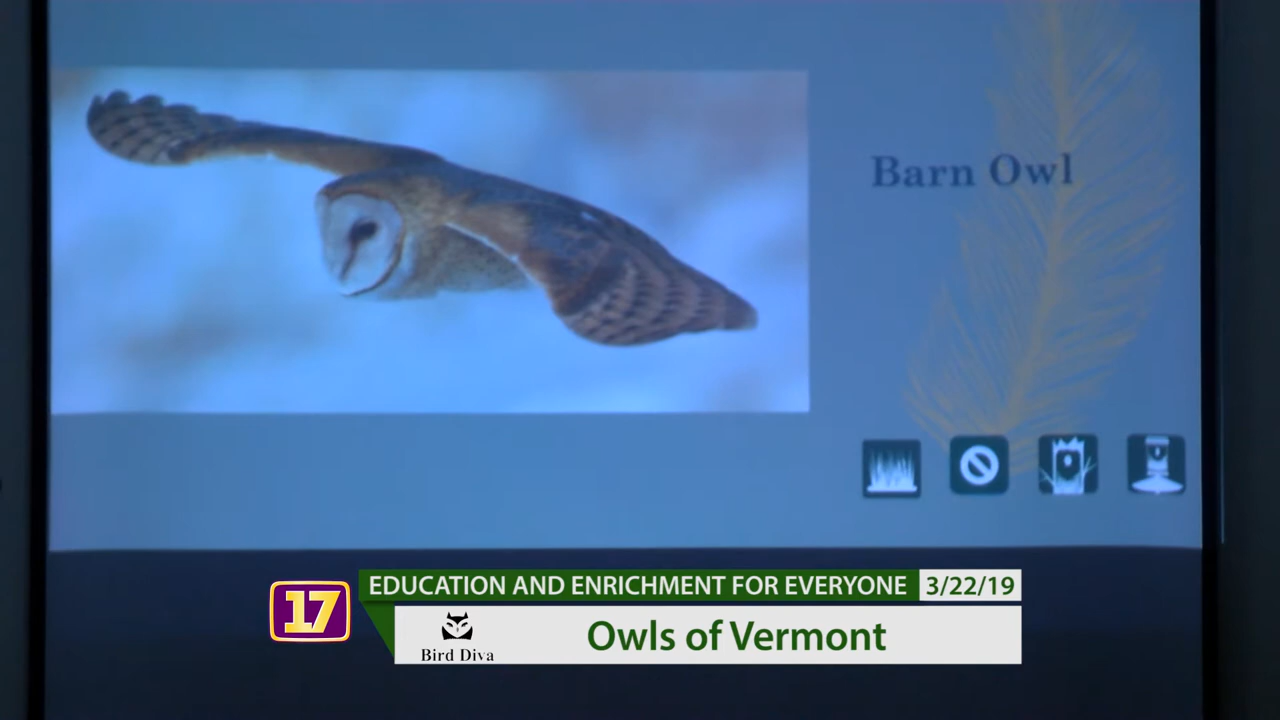 Barn Owl
17
EDUCATION AND ENRICHMENT FOR EVERYONE 3/22/19
Bird Diva
Owls of Vermont